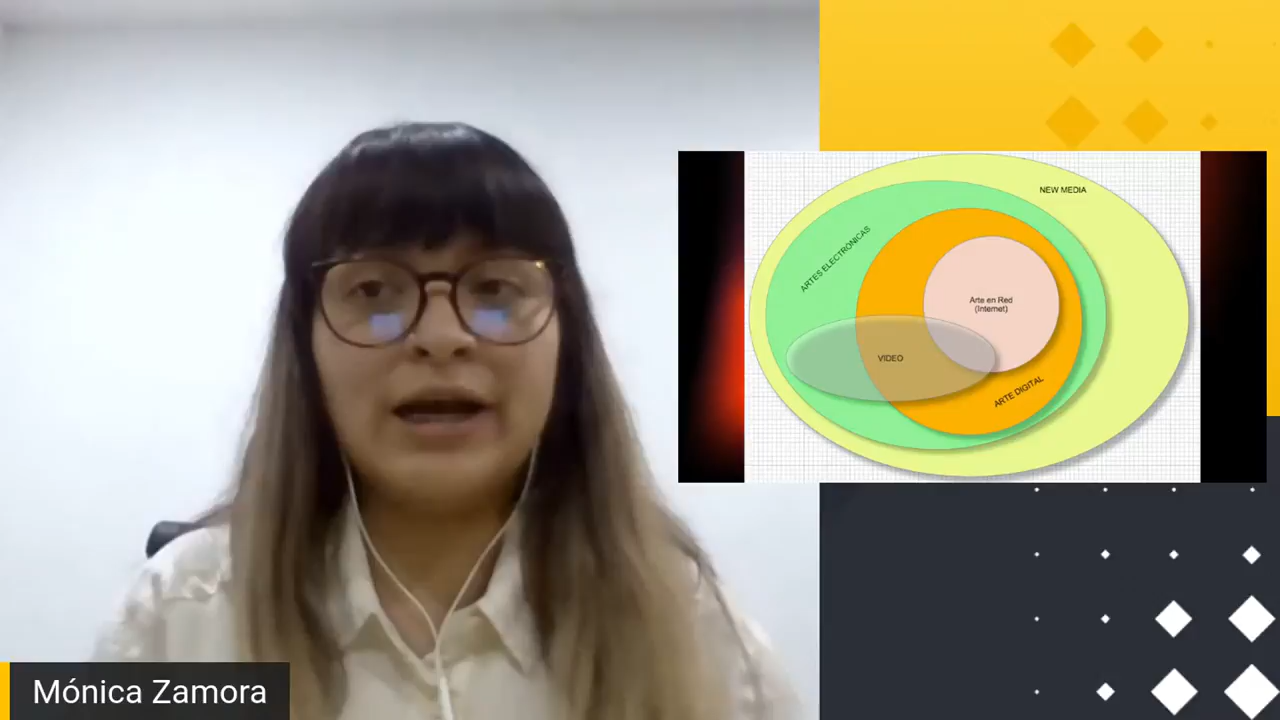 NEW MEDIA
ARTES ELECTRONICAS
Arte en Red
(Internet)
VIDEO
ARTE DIGITAL
Mónica Zamora